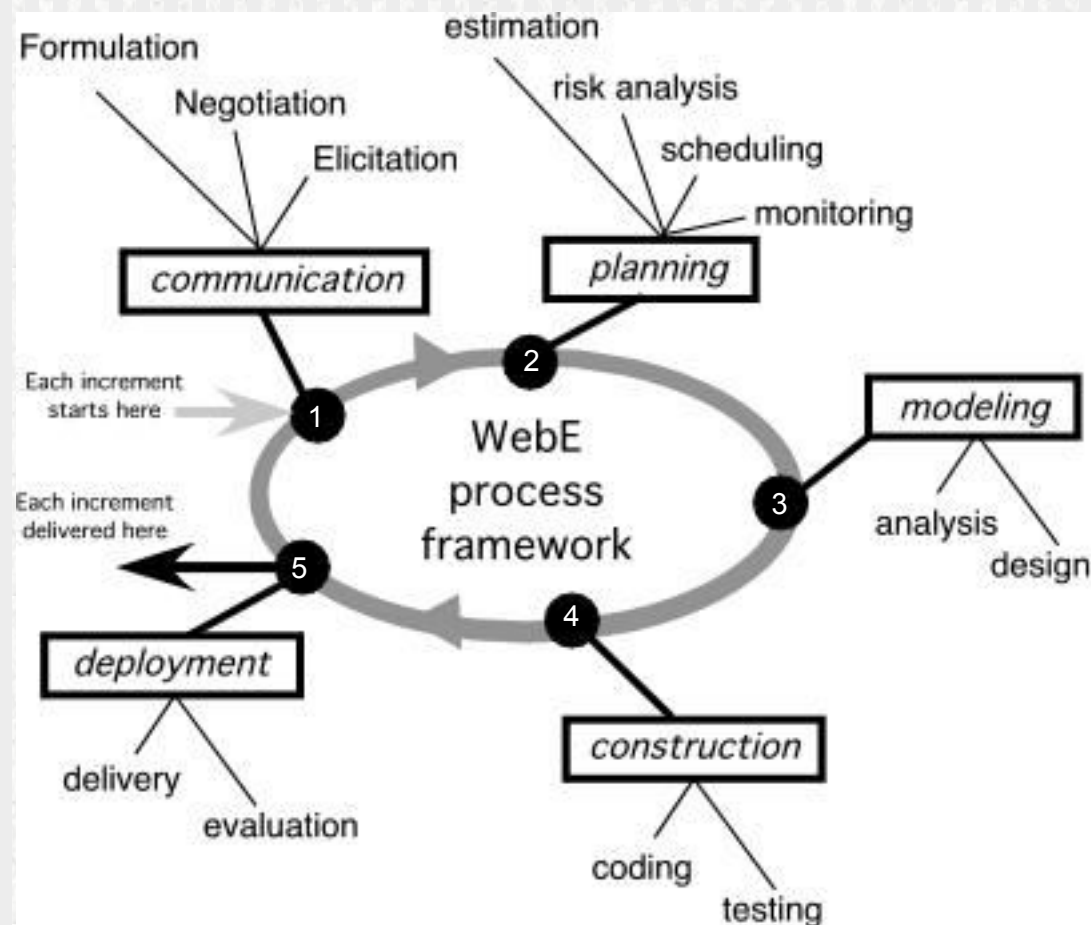 Formulation
Negotiation
Elicitation
communication
estimation
risk analysis
scheduling
monitoring
planning
Each increment
starts here
1
2
WebE
process
framework
3
modeling
analysis
design
Each increment
delivered here
5
4
deployment
delivery
evaluation
construction
coding
testing